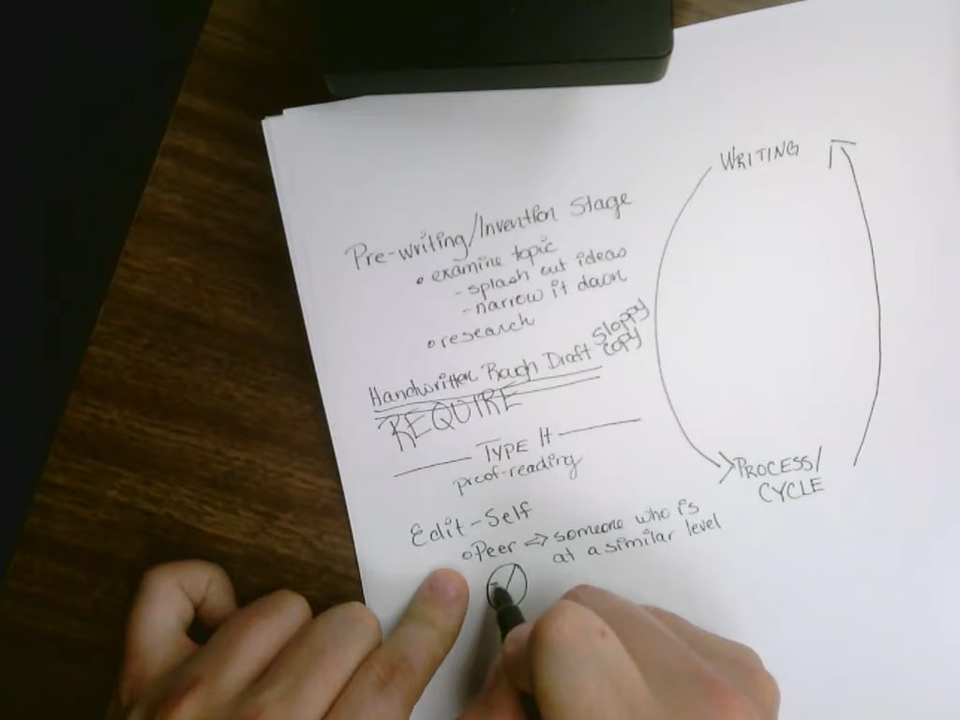 WRITING
Pre-writing/Invention Stage
• examine topic
- splash out ideas
- narrow it down
• research
Handwritten Rough Draft sloppy copy
REQUIRE
TYPE It
proof-reading
PROCESS/
CYCLE
Edit-Self
• Peer => someone who is
at a similar level